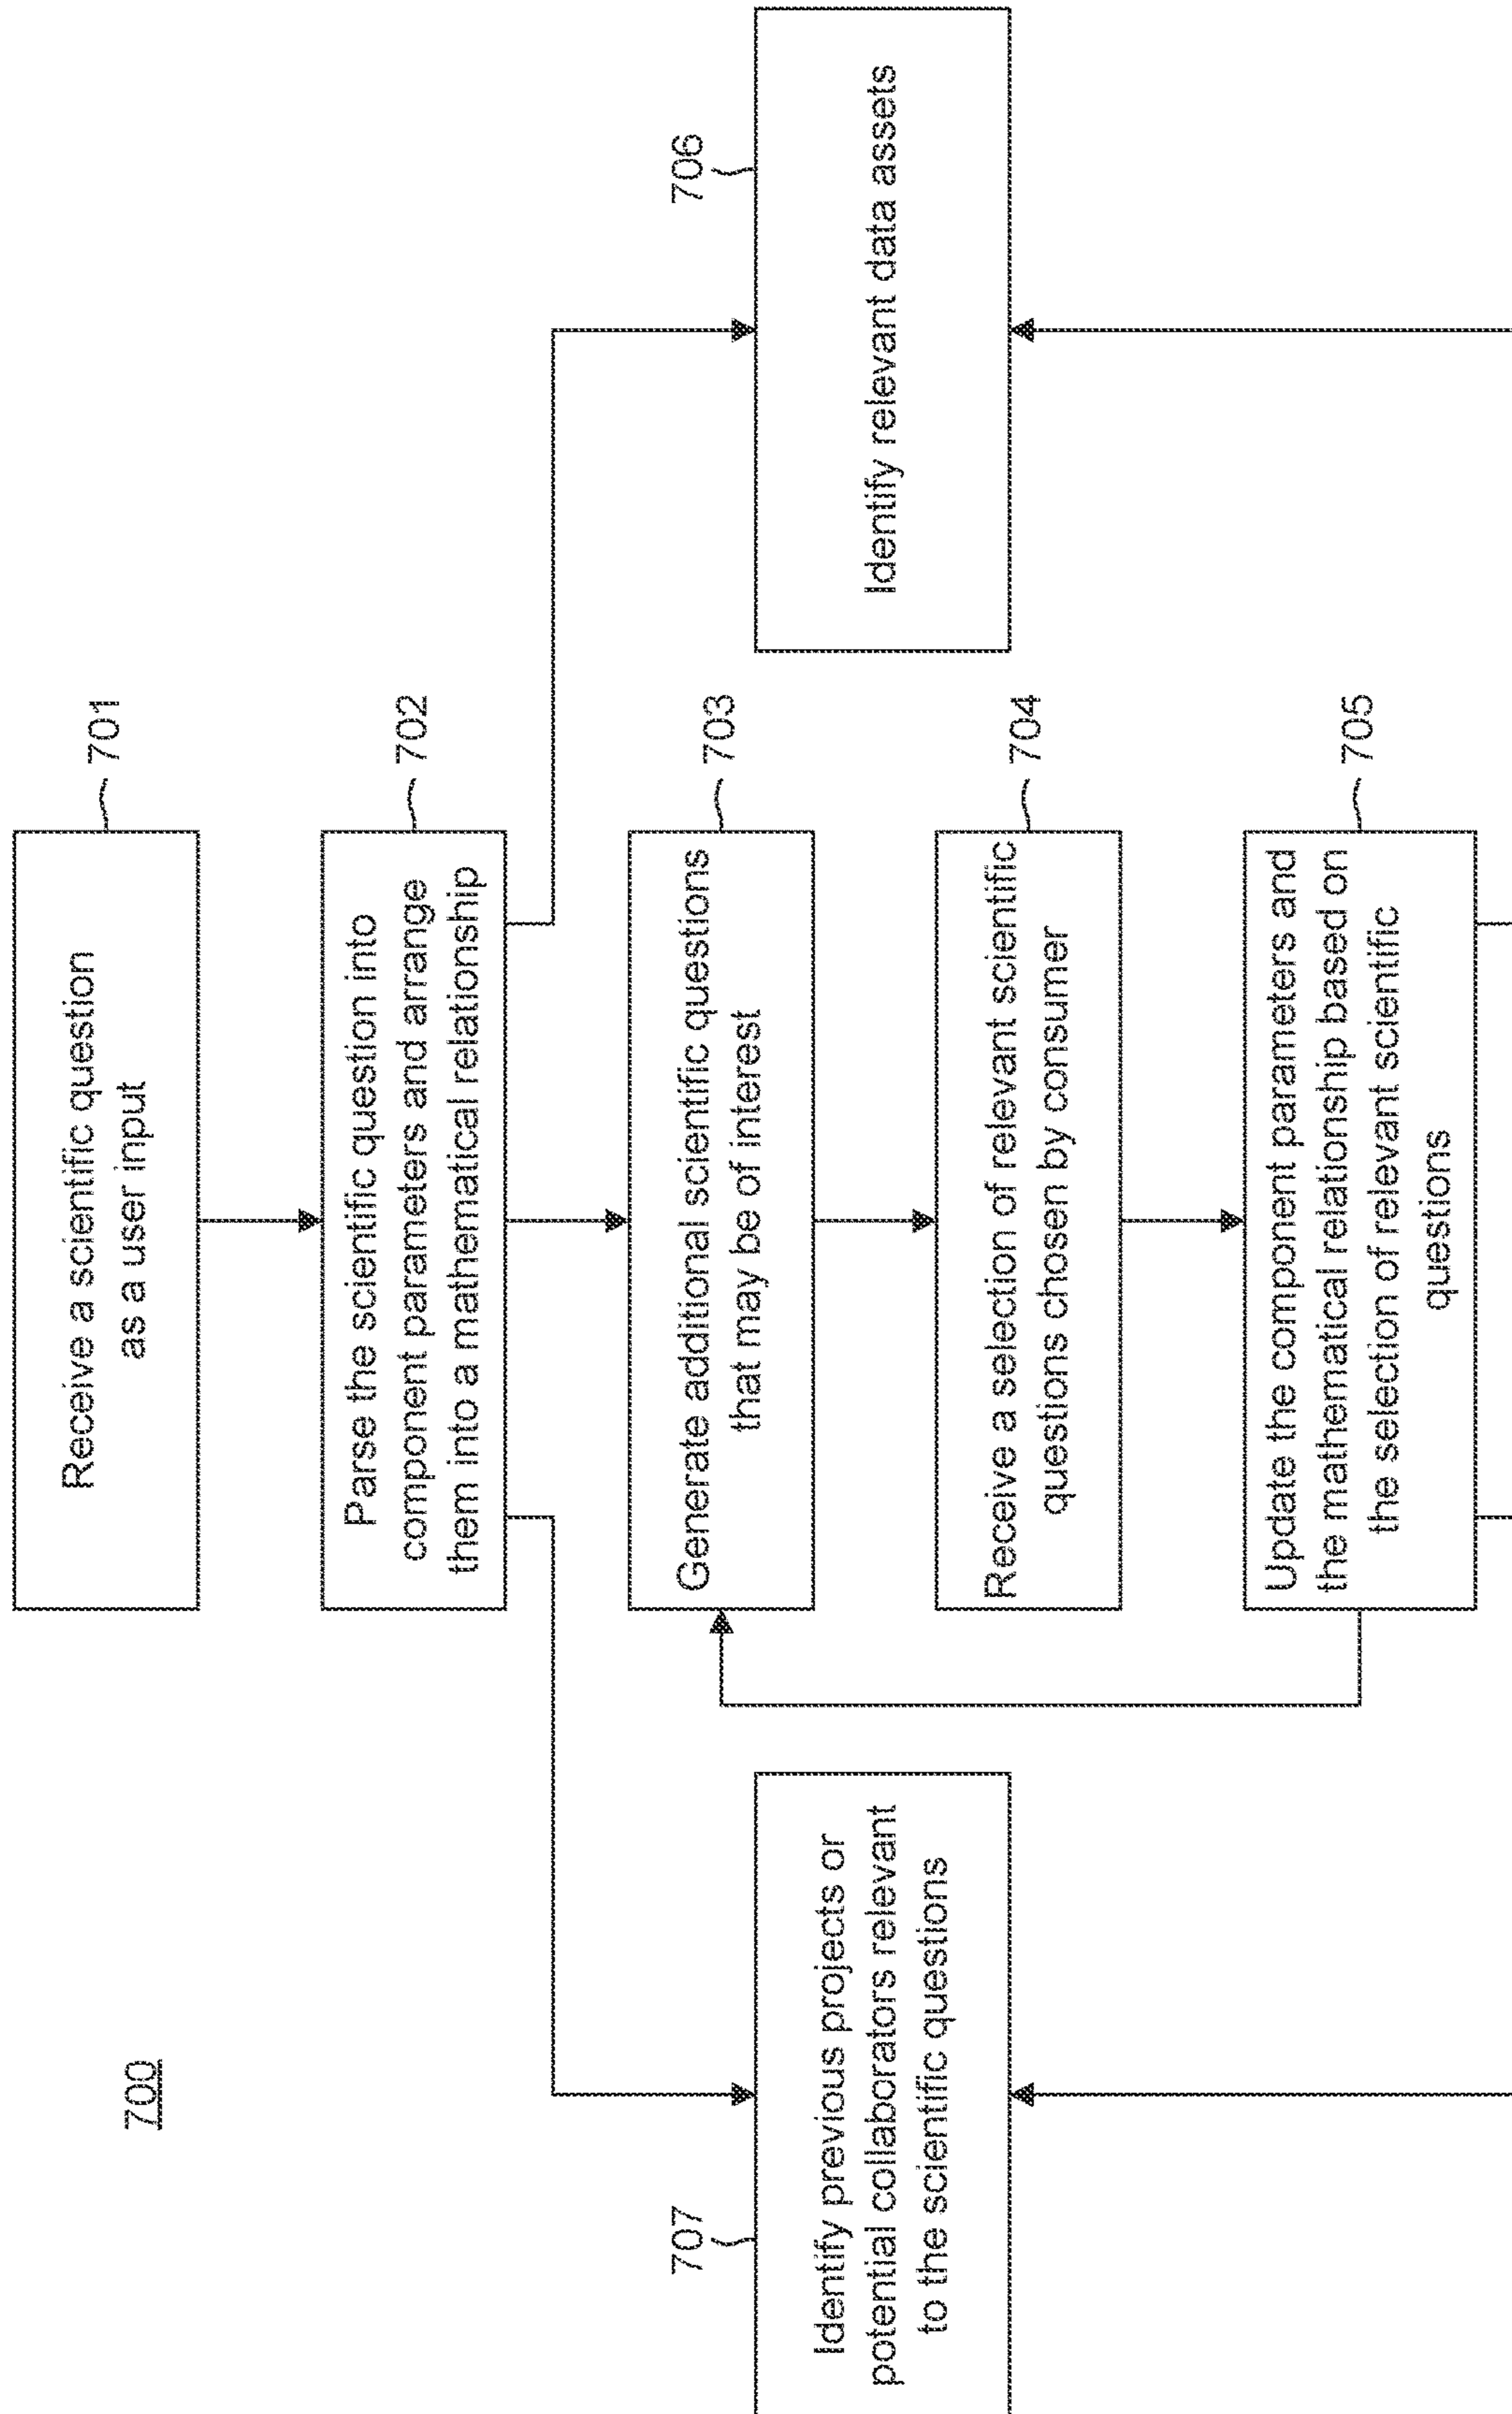 700
Receive a scientific question
as a user input
701
Parse the scientific question into
component parameters and arrange
them into a mathematical relationship
702
Generate additional scientific questions
that may be of interest
703
Receive a selection of relevant scientific
questions chosen by consumer
704
Update the component parameters and
the mathematical relationship based on
the selection of relevant scientific
questions
705
706
Identify relevant data assets
707
Identify previous projects or
potential collaborators relevant
to the scientific questions